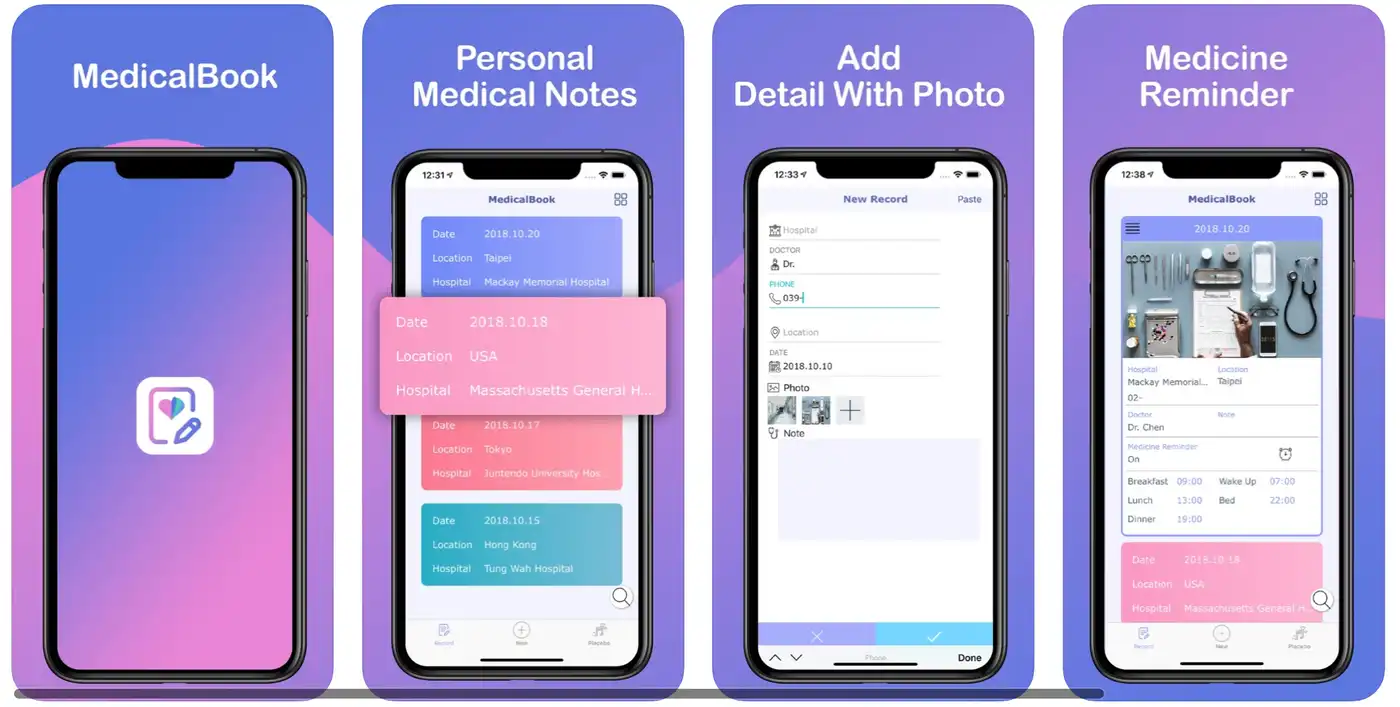 MedicalBook
Personal
Medical Notes
12:31
MedicalBook
Date 2018.10.20
Location Taipei
Hospital Mackay Memorial Hospital
Date 2018.10.18
Location USA
Hospital Massachusetts General H...
Date 2018.10.17
Location Tokyo
Hospital Juntendo University Hos...
Date 2018.10.15
Location Hong Kong
Hospital Tung Wah Hospital
Record New Placebo
Add
Detail With Photo
12:33
New Record Paste
Hospital
DOCTOR
Dr.
PHONE
039-
Location
DATE
2018.10.10
Photo
Note
Phone Done
Medicine
Reminder
12:38
MedicalBook
2018.10.20
Hospital Location
Mackay Memorial... Taipei
02-
Doctor Note
Dr. Chen
Medicine Reminder
On
Breakfast 09:00 Wake Up 07:00
Lunch 13:00 Bed 22:00
Dinner 19:00
Date 2018.10.18
Location USA
Hospital Massachusetts General H...
Record New Placebo